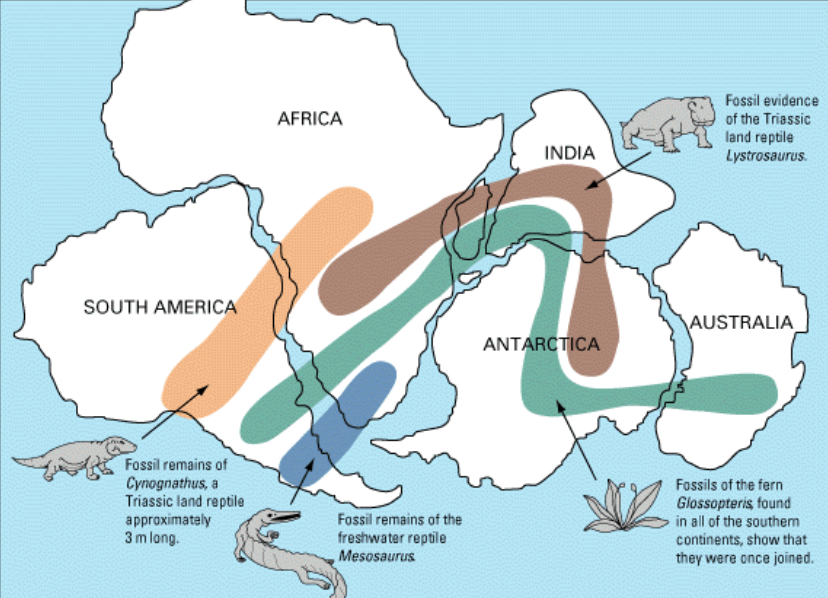 AFRICA
INDIA
Fossil evidence
of the Triassic
land reptile
Lystrosaurus.
SOUTH AMERICA
ANTARCTICA
AUSTRALIA
Fossil remains of
Cynognathus, a
Triassic land reptile
approximately
3 m long.
Fossil remains of the
freshwater reptile
Mesosaurus.
Fossils of the fern
Glossopteris, found
in all of the southern
continents, show that
they were once joined.